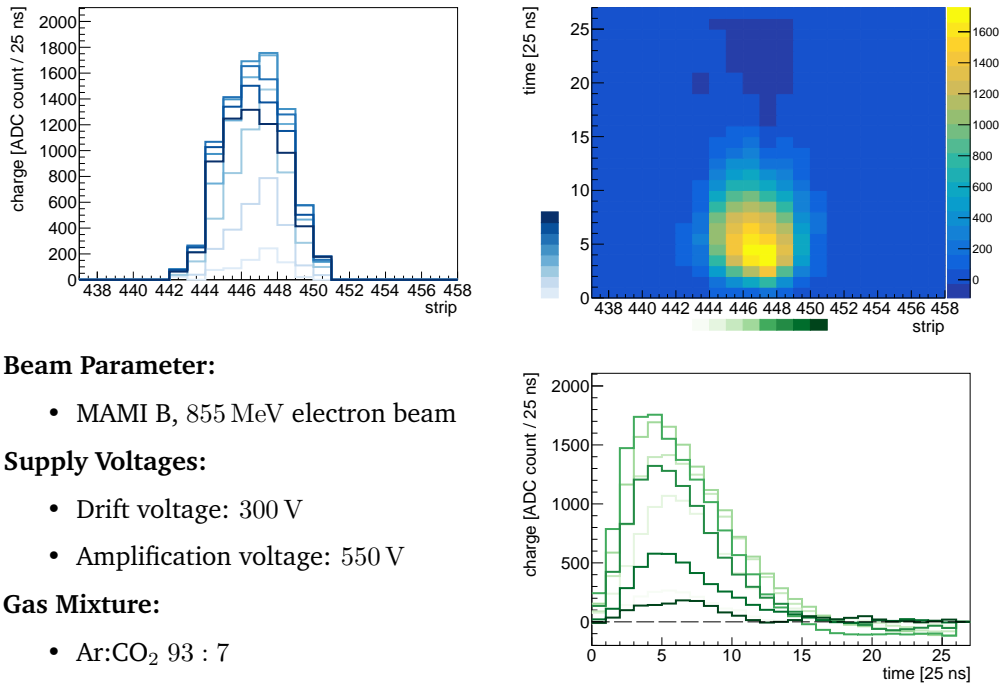 charge [ADC count / 25 ns]
2000
1800
1600
1400
1200
1000
800
600
400
200
0
438 440 442 444 446 448 450 452 454 456 458
strip
time [25 ns]
25
20
15
10
5
0
438 440 442 444 446 448 450 452 454 456 458
strip
1600
1400
1200
1000
800
600
400
200
0
Beam Parameter:
• MAMI B, 855 MeV electron beam
Supply Voltages:
• Drift voltage: 300 V
• Amplification voltage: 550 V
Gas Mixture:
• Ar:CO₂ 93 : 7
charge [ADC count / 25 ns]
2000
1500
1000
500
0
0 5 10 15 20 25
time [25 ns]